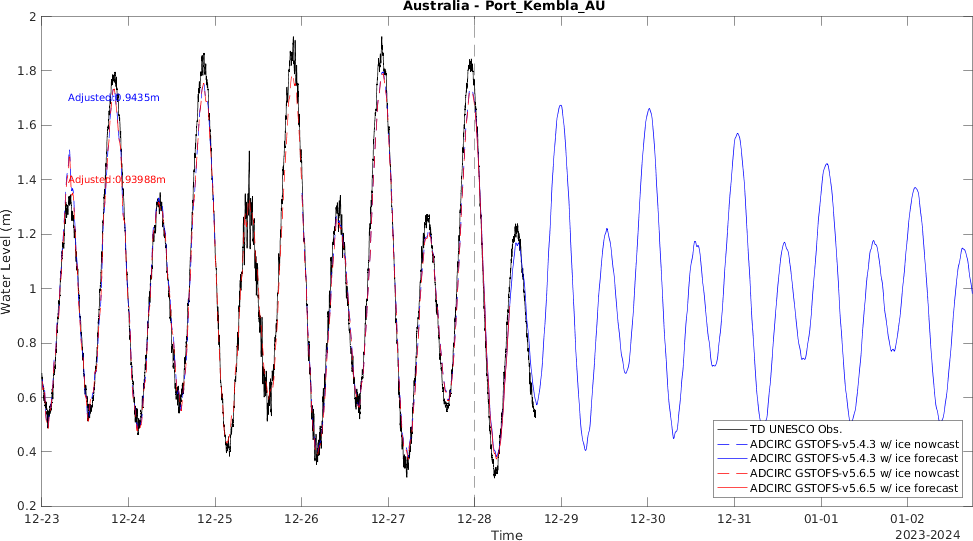 Australia - Port_Kembla_AU
Water Level (m)
2
1.8
1.6
1.4
1.2
1
0.8
0.6
0.4
0.2
Adjusted:0.9435m
Adjusted:0.93988m
TD UNESCO Obs.
ADCIRC GSTOFS-v5.4.3 w/ ice nowcast
ADCIRC GSTOFS-v5.4.3 w/ ice forecast
ADCIRC GSTOFS-v5.6.5 w/ ice nowcast
ADCIRC GSTOFS-v5.6.5 w/ ice forecast
12-23 12-24 12-25 12-26 12-27 12-28 12-29 12-30 12-31 01-01 01-02
Time
2023-2024